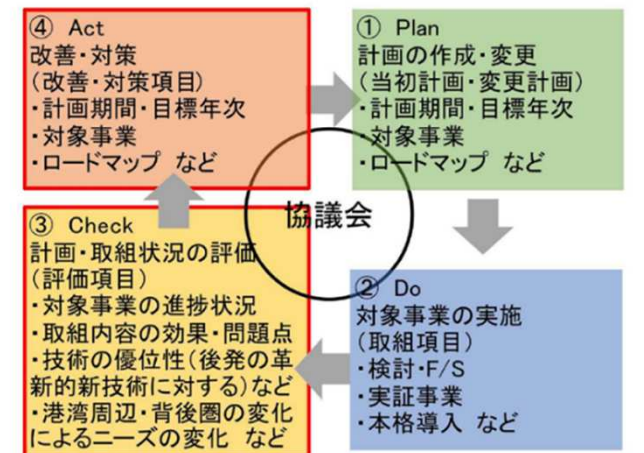 ④ Act
改善・対策
(改善・対策項目)
・計画期間・目標年次
・対象事業
・ロードマップ など
① Plan
計画の作成・変更
(当初計画・変更計画)
・計画期間・目標年次
・対象事業
・ロードマップ など
協議会
③ Check
計画・取組状況の評価
(評価項目)
・対象事業の進捗状況
・取組内容の効果・問題点
・技術の優位性(後発の革
新的新技術に対する)など
・港湾周辺・背後圏の変化
によるニーズの変化 など
② Do
対象事業の実施
(取組項目)
・検討・F/S
・実証事業
・本格導入 など